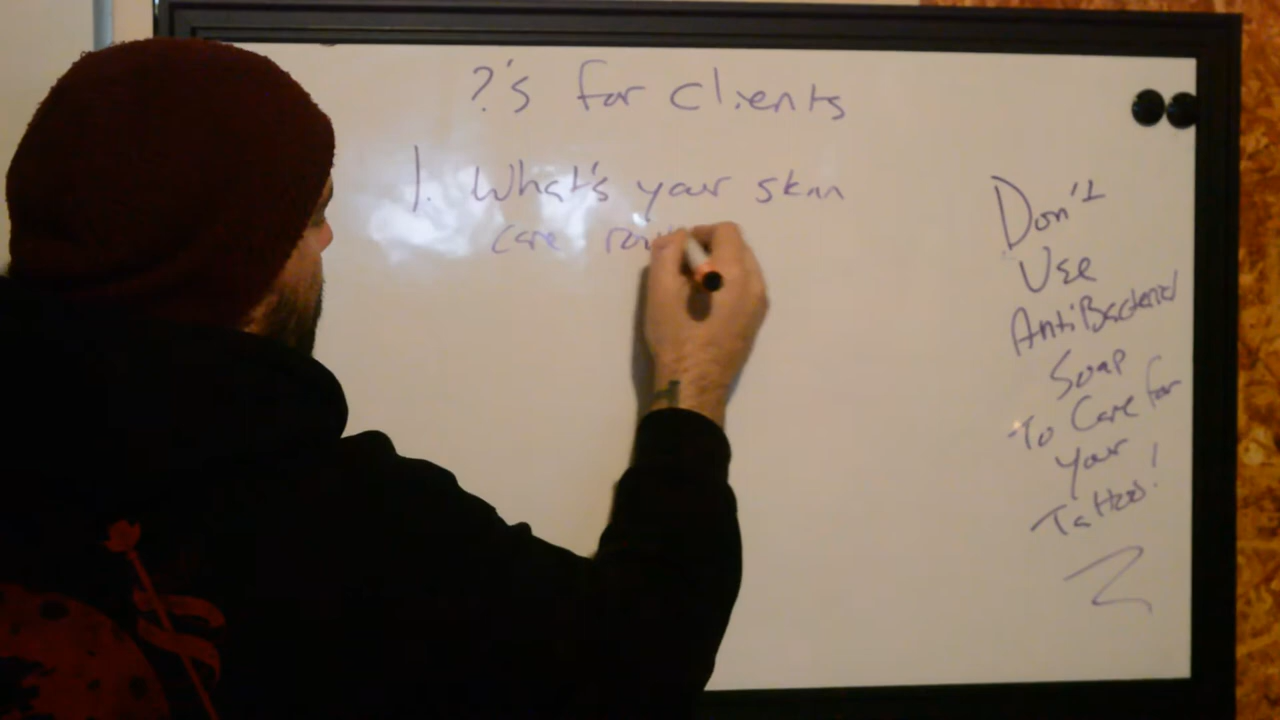 ?'s for clients
1. What's your skin
care rou
Don't
Use
AntiBacterial
Soap
To Care for
your
Tattoo!